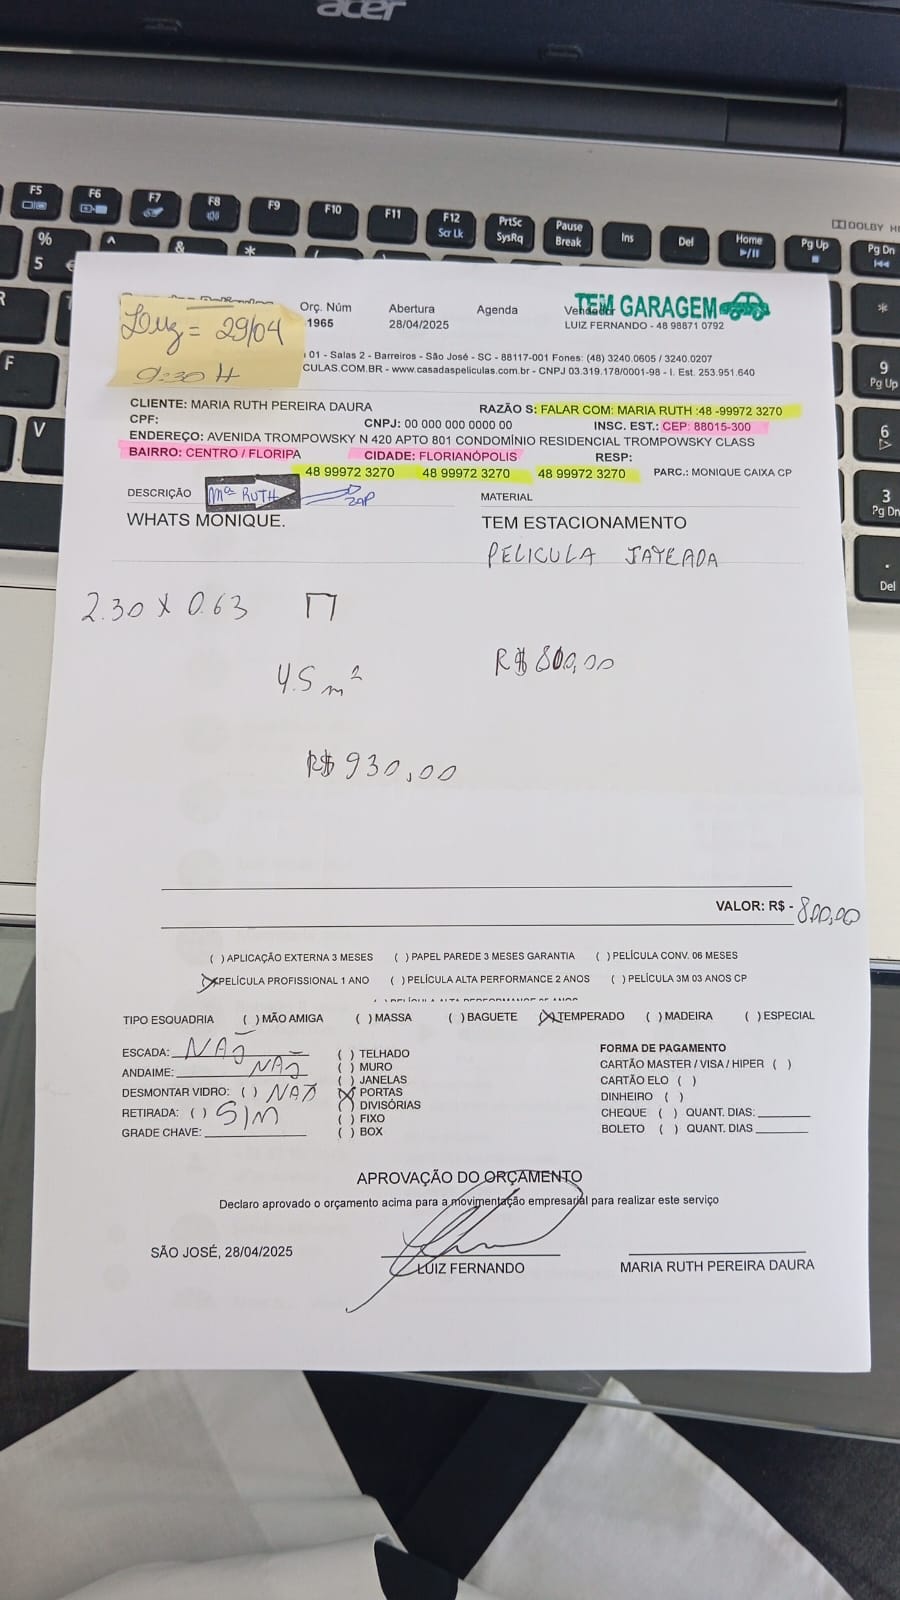 acer
F5 F6 F7 F8 F9 F10 F11 F12 Scr Lk PrtSc SysRq Pause Break Ins Del Home Pg Up Pg Dn
DOLBY
% 5 ^ & *
R
F
V
*
9 Pg Up
6
3 Pg Dn
. Del
Luiz = 29/04
9:30 H
Orç. Núm Abertura Agenda Vendedor
TEM GARAGEM
1965 28/04/2025 LUIZ FERNANDO - 48 98871 0792
01 - Salas 2 - Barreiros - São José - SC - 88117-001 Fones: (48) 3240.0605 / 3240.0207
CULAS.COM.BR - www.casadaspeliculas.com.br - CNPJ 03.319.178/0001-98 - I. Est. 253.951.640
CLIENTE: MARIA RUTH PEREIRA DAURA RAZÃO S: FALAR COM: MARIA RUTH :48 -99972 3270
CPF: CNPJ: 00 000 000 0000 00 INSC. EST.: CEP: 88015-300
ENDEREÇO: AVENIDA TROMPOWSKY N 420 APTO 801 CONDOMÍNIO RESIDENCIAL TROMPOWSKY CLASS
BAIRRO: CENTRO / FLORIPA CIDADE: FLORIANÓPOLIS RESP:
48 99972 3270 48 99972 3270 48 99972 3270 PARC.: MONIQUE CAIXA CP
DESCRIÇÃO Mª RUTH ZAP MATERIAL
WHATS MONIQUE. TEM ESTACIONAMENTO
PELICULA JATEADA
2.30 X 0.63
4.5 m² R$ 800,00
R$ 930,00
VALOR: R$ - 800,00
( ) APLICAÇÃO EXTERNA 3 MESES ( ) PAPEL PAREDE 3 MESES GARANTIA ( ) PELÍCULA CONV. 06 MESES
(X) PELÍCULA PROFISSIONAL 1 ANO ( ) PELÍCULA ALTA PERFORMANCE 2 ANOS ( ) PELÍCULA 3M 03 ANOS CP
TIPO ESQUADRIA ( ) MÃO AMIGA ( ) MASSA ( ) BAGUETE (X) TEMPERADO ( ) MADEIRA ( ) ESPECIAL
ESCADA: NÃO ( ) TELHADO FORMA DE PAGAMENTO
ANDAIME: NÃO ( ) MURO CARTÃO MASTER / VISA / HIPER ( )
( ) JANELAS CARTÃO ELO ( )
DESMONTAR VIDRO: ( ) NÃO (X) PORTAS DINHEIRO ( )
RETIRADA: ( ) SIM ( ) DIVISÓRIAS CHEQUE ( ) QUANT. DIAS:
( ) FIXO
GRADE CHAVE: ( ) BOX BOLETO ( ) QUANT. DIAS
APROVAÇÃO DO ORÇAMENTO
Declaro aprovado o orçamento acima para a movimentação empresarial para realizar este serviço
SÃO JOSÉ, 28/04/2025
LUIZ FERNANDO MARIA RUTH PEREIRA DAURA